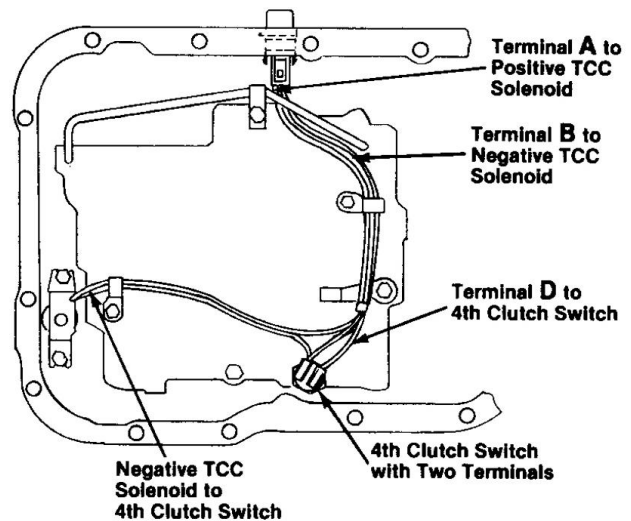 Terminal A to
Positive TCC
Solenoid
Terminal B to
Negative TCC
Solenoid
Terminal D to
4th Clutch Switch
4th Clutch Switch
with Two Terminals
Negative TCC
Solenoid to
4th Clutch Switch